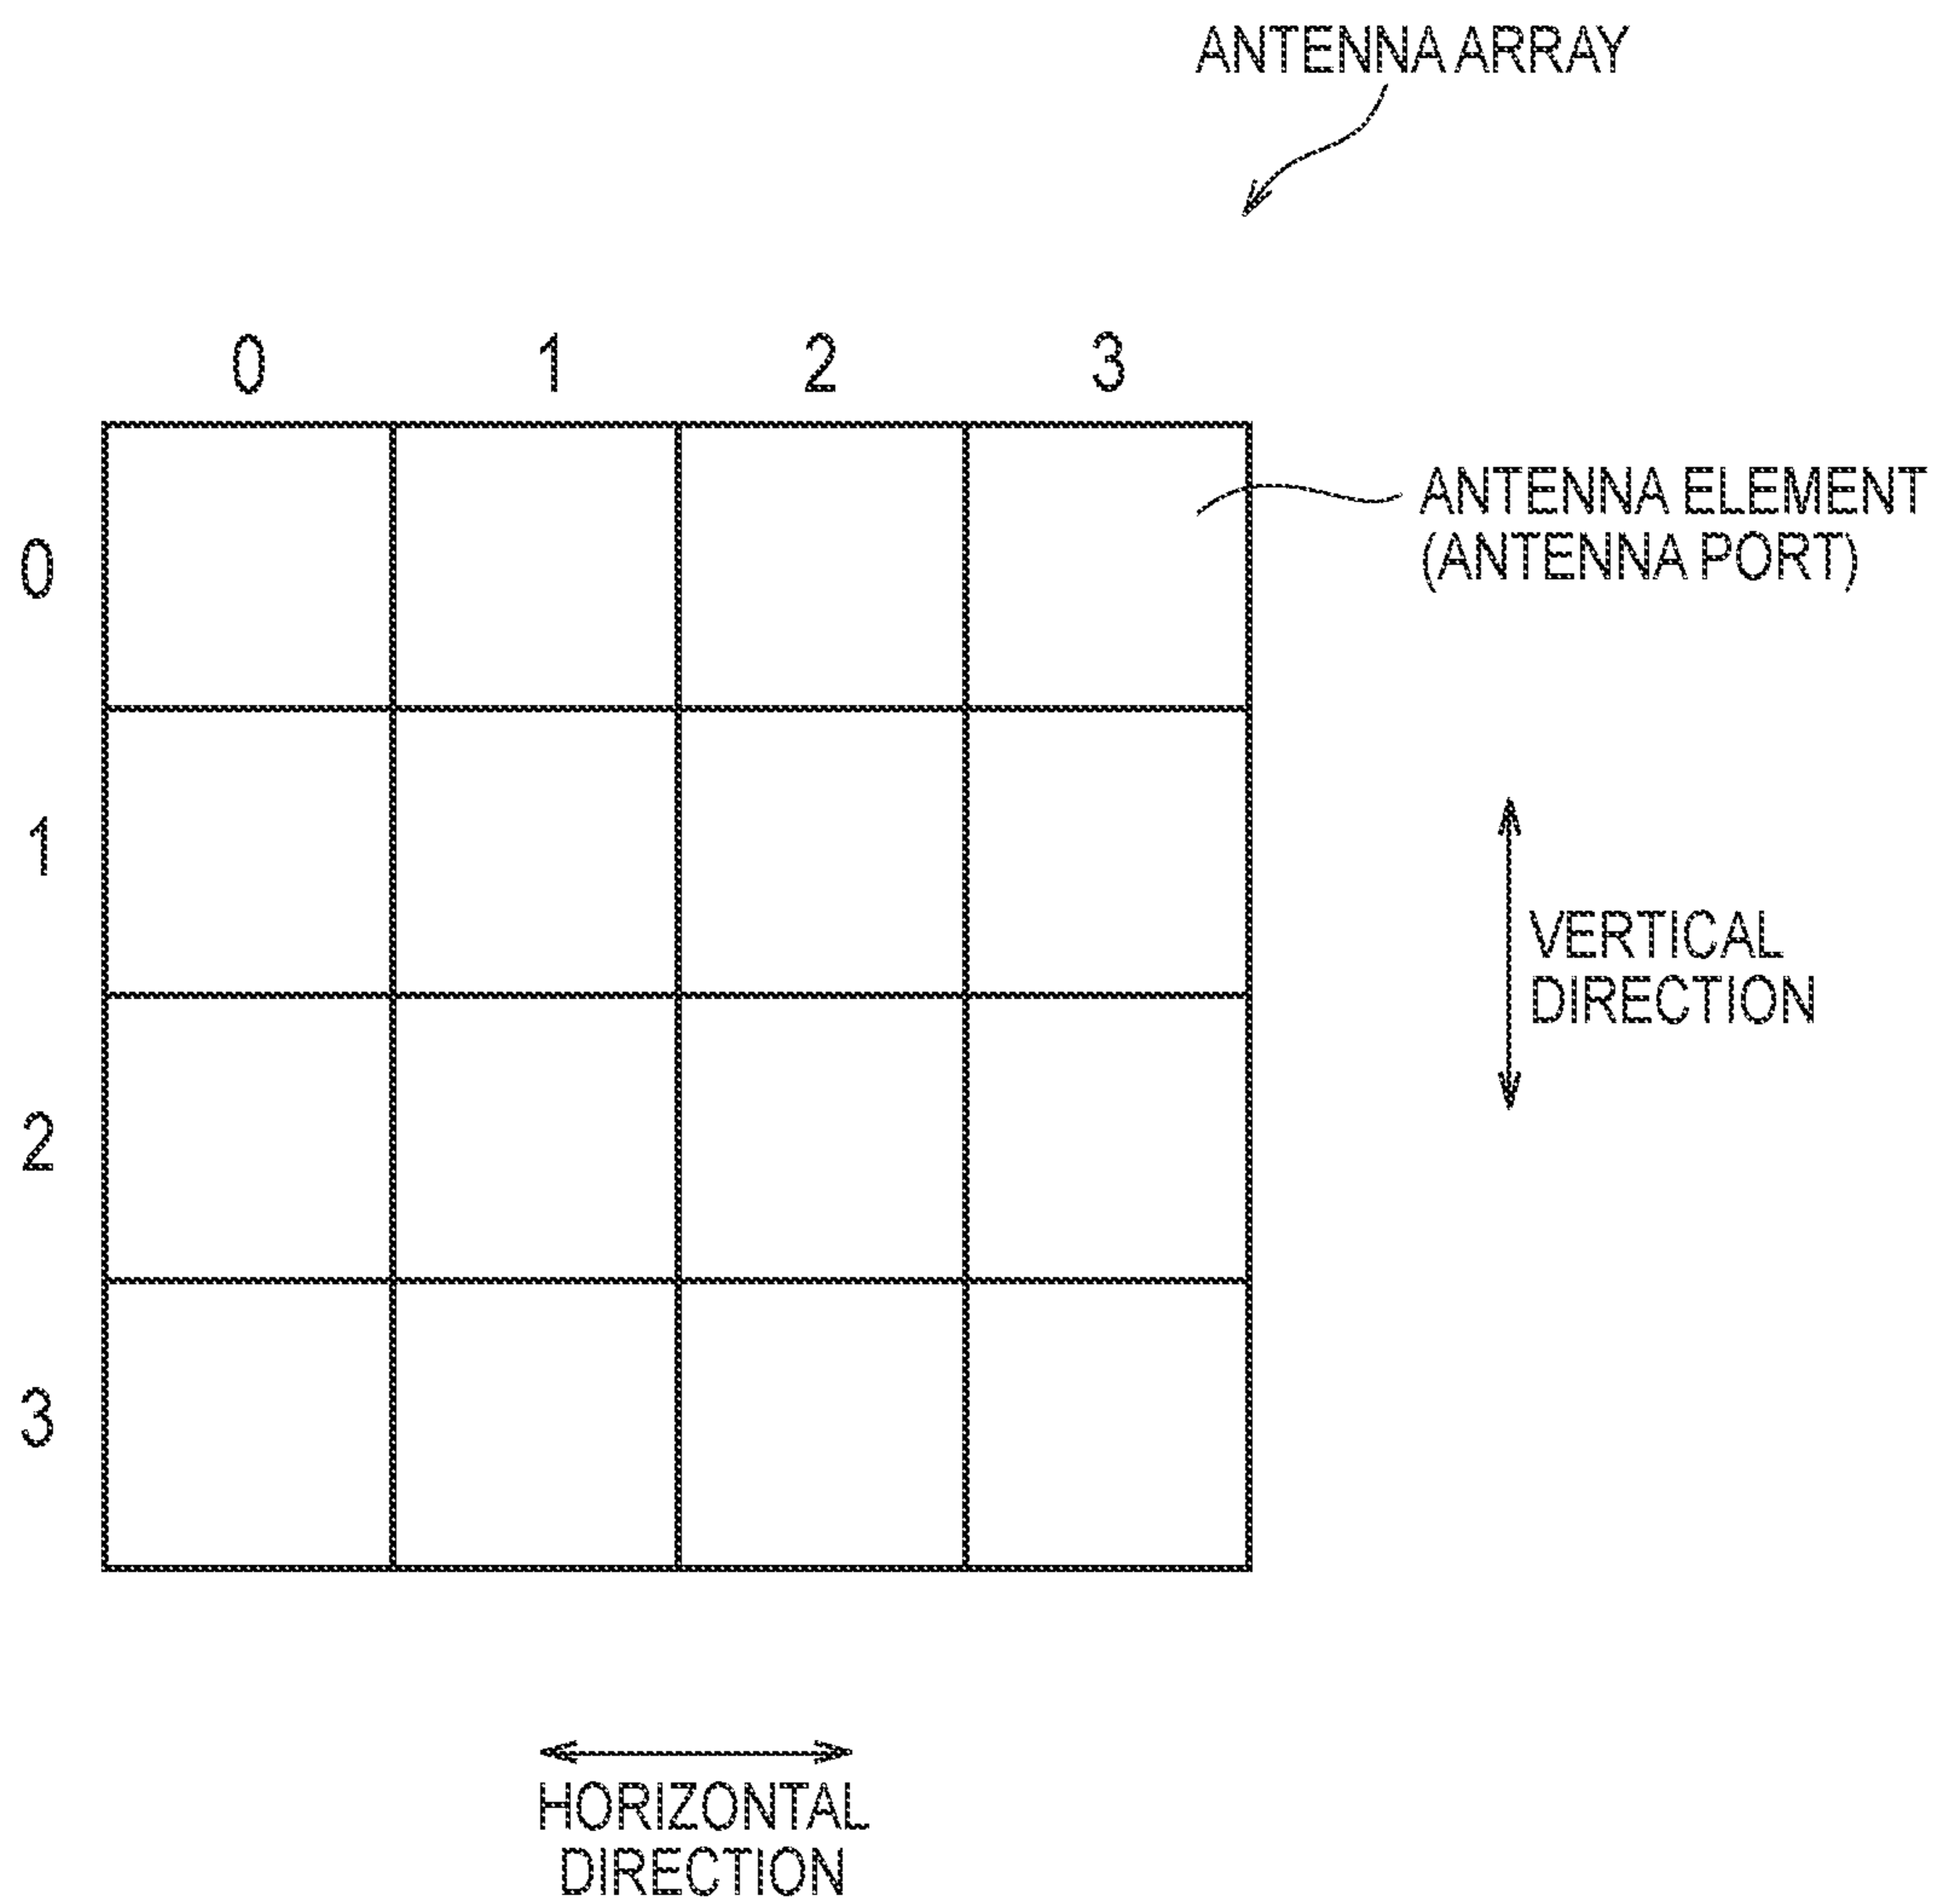 ANTENNA ARRAY
0 1 2 3
ANTENNA ELEMENT
(ANTENNA PORT)
0
1
VERTICAL
DIRECTION
2
3
HORIZONTAL
DIRECTION